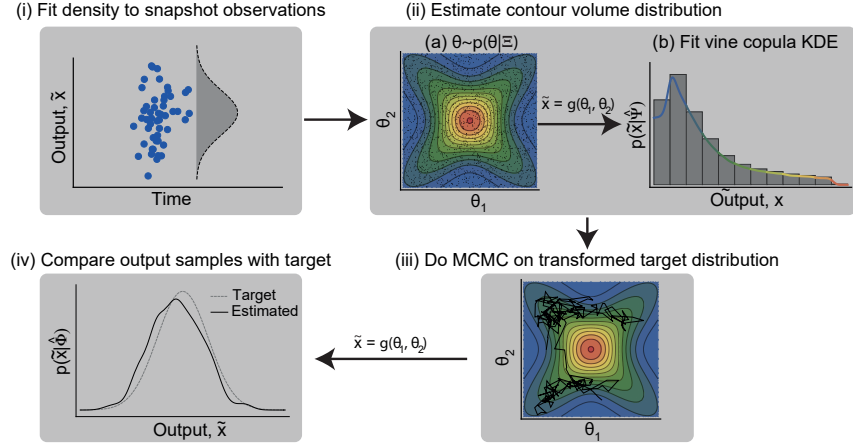 (i) Fit density to snapshot observations
Output, x̃
Time
(ii) Estimate contour volume distribution
(a) θ~p(θ|Ξ)
θ₂
θ₁
x̃ = g(θ₁, θ₂)
(b) Fit vine copula KDE
p(x̃|Ψ̂)
Õutput, x
(iii) Do MCMC on transformed target distribution
θ₂
θ₁
x̃ = g(θ₁, θ₂)
(iv) Compare output samples with target
Target
Estimated
p(x̃|Φ̂)
Output, x̃